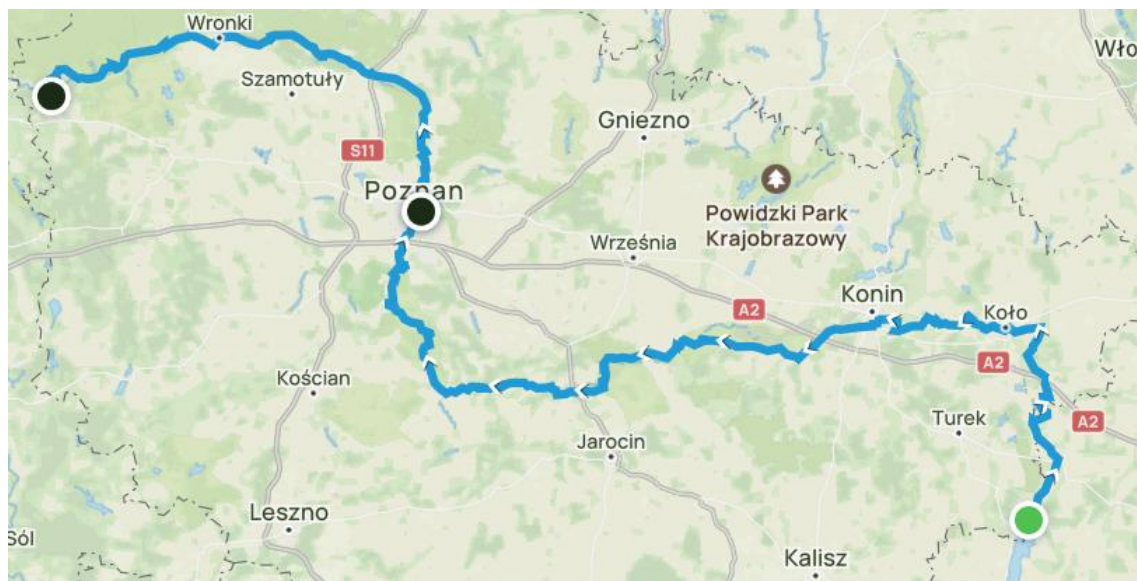 Wronki
Wło
Szamotuły
Gniezno
S11
Poznan
Powidzki Park
Krajobrazowy
Września
Konin
A2
Koło
A2
Kościan
Turek
A2
Jarocin
Leszno
Sól
Kalisz